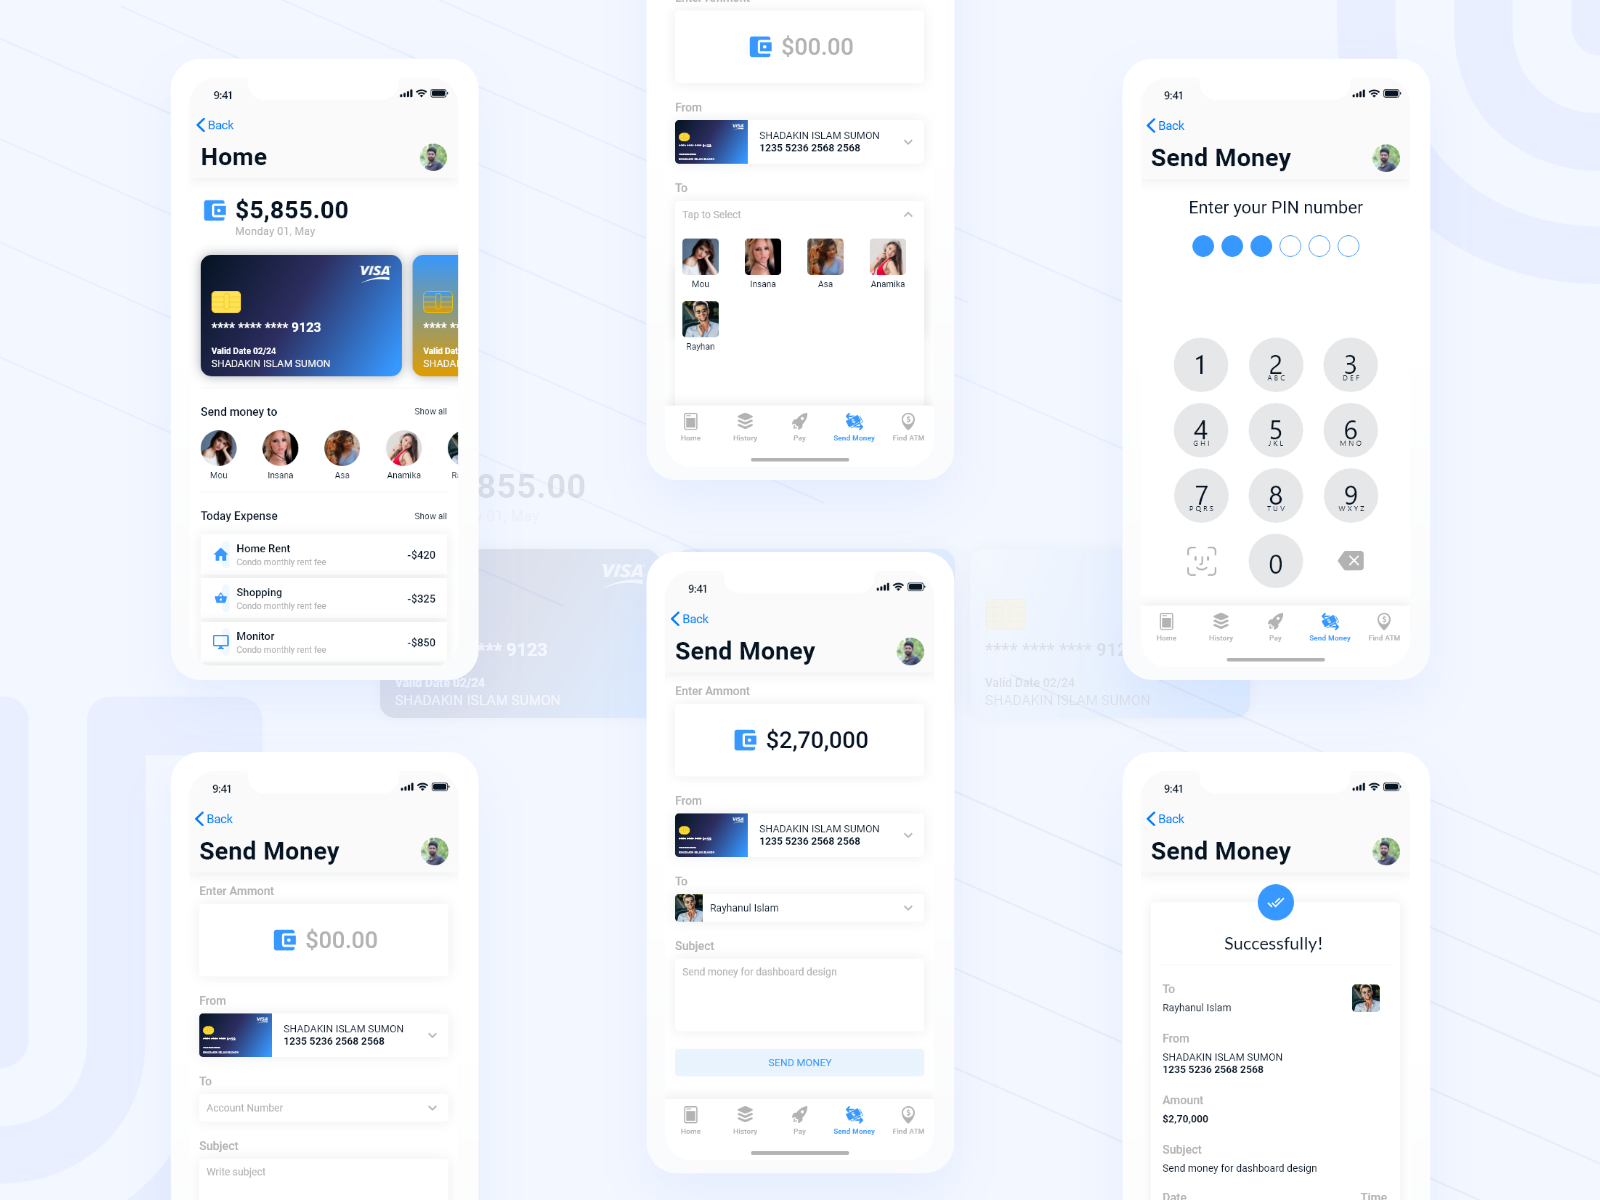 9:41
Back
Home
$5,855.00
Monday 01, May
VISA
**** **** **** 9123
Valid Date 02/24
SHADAKIN ISLAM SUMON
Send money to
Show all
Mou
Insana
Asa
Anamika
Today Expense
Show all
Home Rent
Condo monthly rent fee
-$420
Shopping
Condo monthly rent fee
-$325
Monitor
Condo monthly rent fee
-$850
Enter Ammont
$00.00
From
VISA
SHADAKIN ISLAM SUMON
1235 5236 2568 2568
To
Tap to Select
Mou
Insana
Asa
Anamika
Rayhan
Home
History
Pay
Send Money
Find ATM
9:41
Back
Send Money
Enter your PIN number
1
2
ABC
3
DEF
4
GHI
5
JKL
6
MNO
7
PQRS
8
TUV
9
WXYZ
0
Home
History
Pay
Send Money
Find ATM
855.00
01, May
VISA
*** **** 9123
Valid Date 02/24
SHADAKIN ISLAM SUMON
**** **** **** 912
Valid Date 02/24
SHADAKIN ISLAM SUMON
9:41
Back
Send Money
Enter Ammont
$00.00
From
VISA
SHADAKIN ISLAM SUMON
1235 5236 2568 2568
To
Account Number
Subject
Write subject
9:41
Back
Send Money
Enter Ammont
$2,70,000
From
VISA
SHADAKIN ISLAM SUMON
1235 5236 2568 2568
To
Rayhanul Islam
Subject
Send money for dashboard design
SEND MONEY
Home
History
Pay
Send Money
Find ATM
9:41
Back
Send Money
Successfully!
To
Rayhanul Islam
From
SHADAKIN ISLAM SUMON
1235 5236 2568 2568
Amount
$2,70,000
Subject
Send money for dashboard design
Date
Time